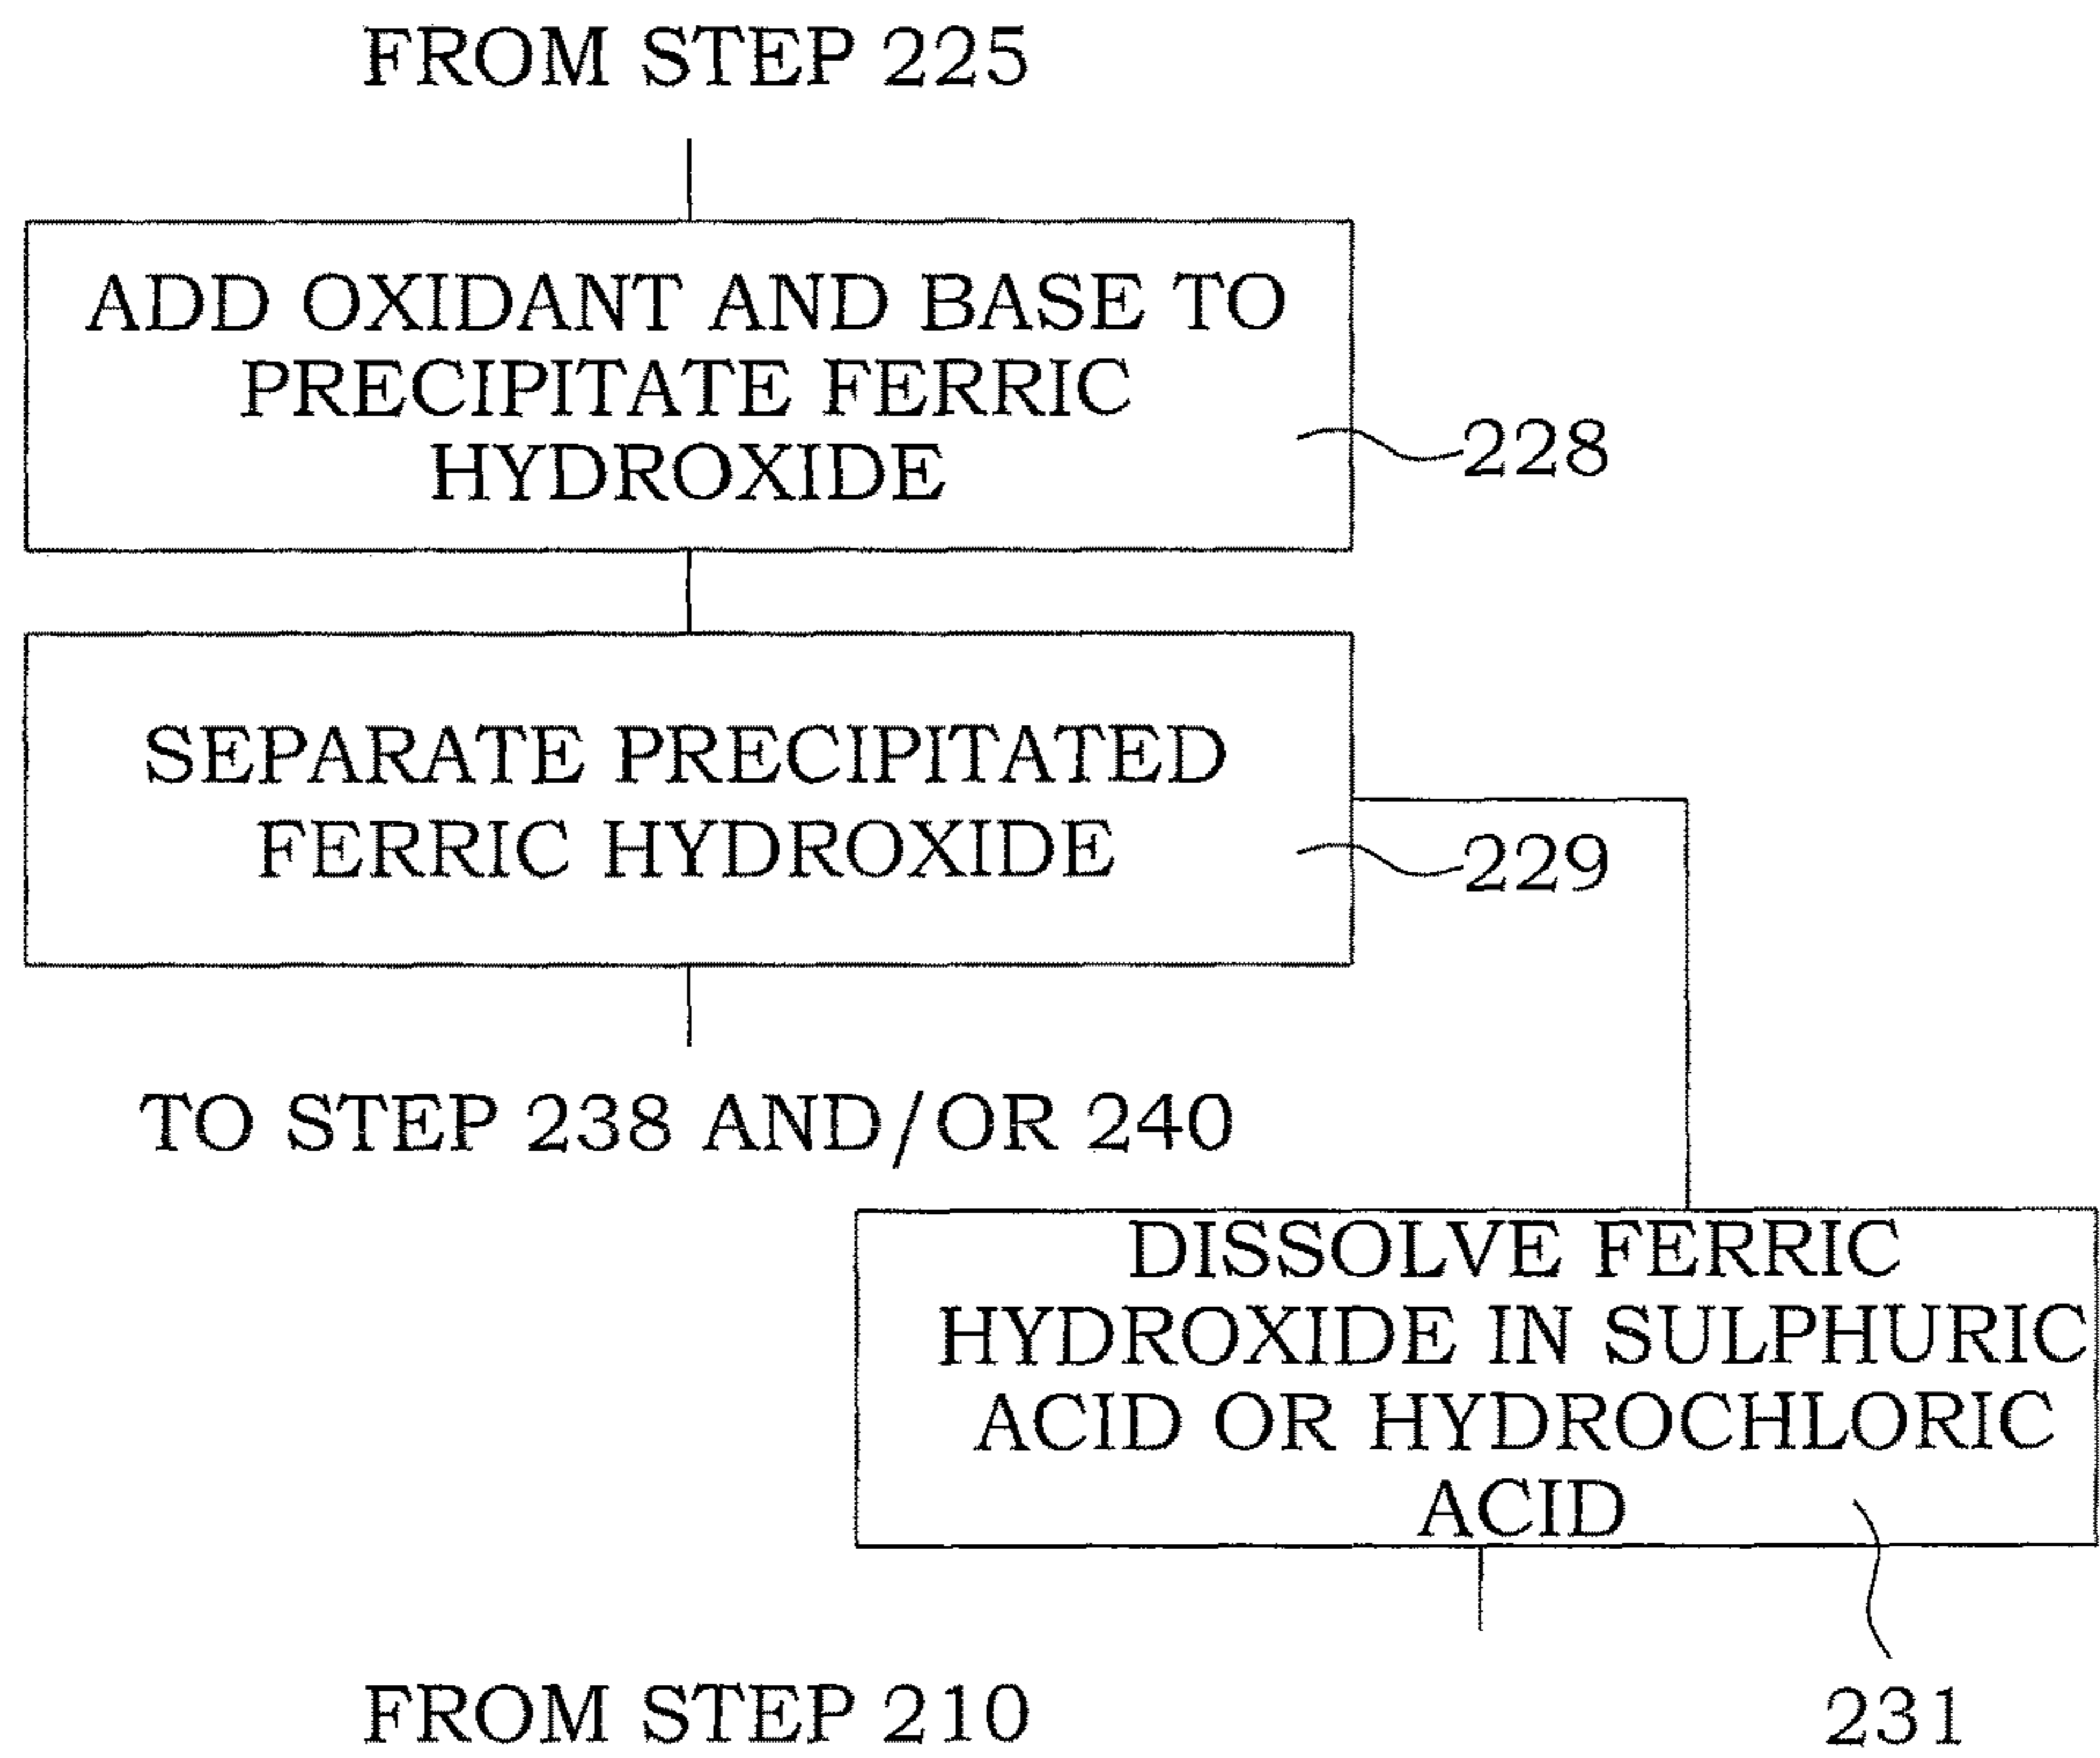 FROM STEP 225
ADD OXIDANT AND BASE TO
PRECIPITATE FERRIC
HYDROXIDE
228
SEPARATE PRECIPITATED
FERRIC HYDROXIDE
229
TO STEP 238 AND/OR 240
DISSOLVE FERRIC
HYDROXIDE IN SULPHURIC
ACID OR HYDROCHLORIC
ACID
231
FROM STEP 210